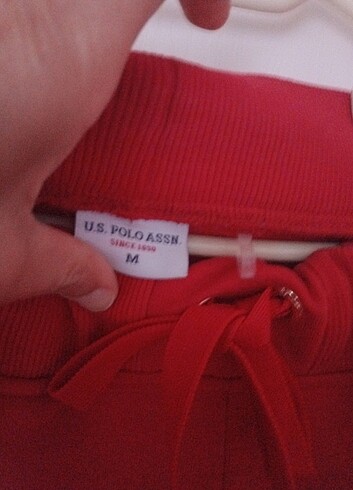 U.S. POLO ASSN.
SINCE 1890
M